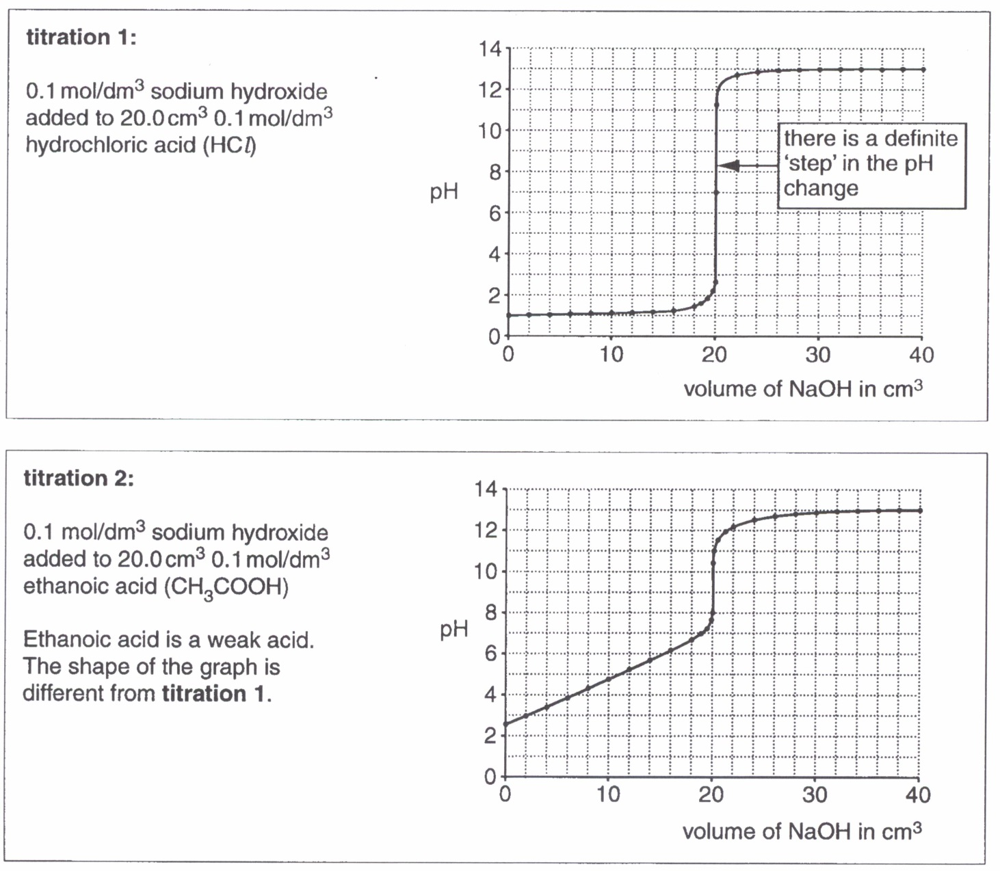 titration 1:
0.1 mol/dm³ sodium hydroxide
added to 20.0 cm³ 0.1 mol/dm³
hydrochloric acid (HCl)
14
12
10
8
6
4
2
0
pH
there is a definite
‘step’ in the pH
change
0 10 20 30 40
volume of NaOH in cm³
titration 2:
0.1 mol/dm³ sodium hydroxide
added to 20.0 cm³ 0.1 mol/dm³
ethanoic acid (CH₃COOH)
Ethanoic acid is a weak acid.
The shape of the graph is
different from titration 1.
14
12
10
8
6
4
2
0
pH
0 10 20 30 40
volume of NaOH in cm³